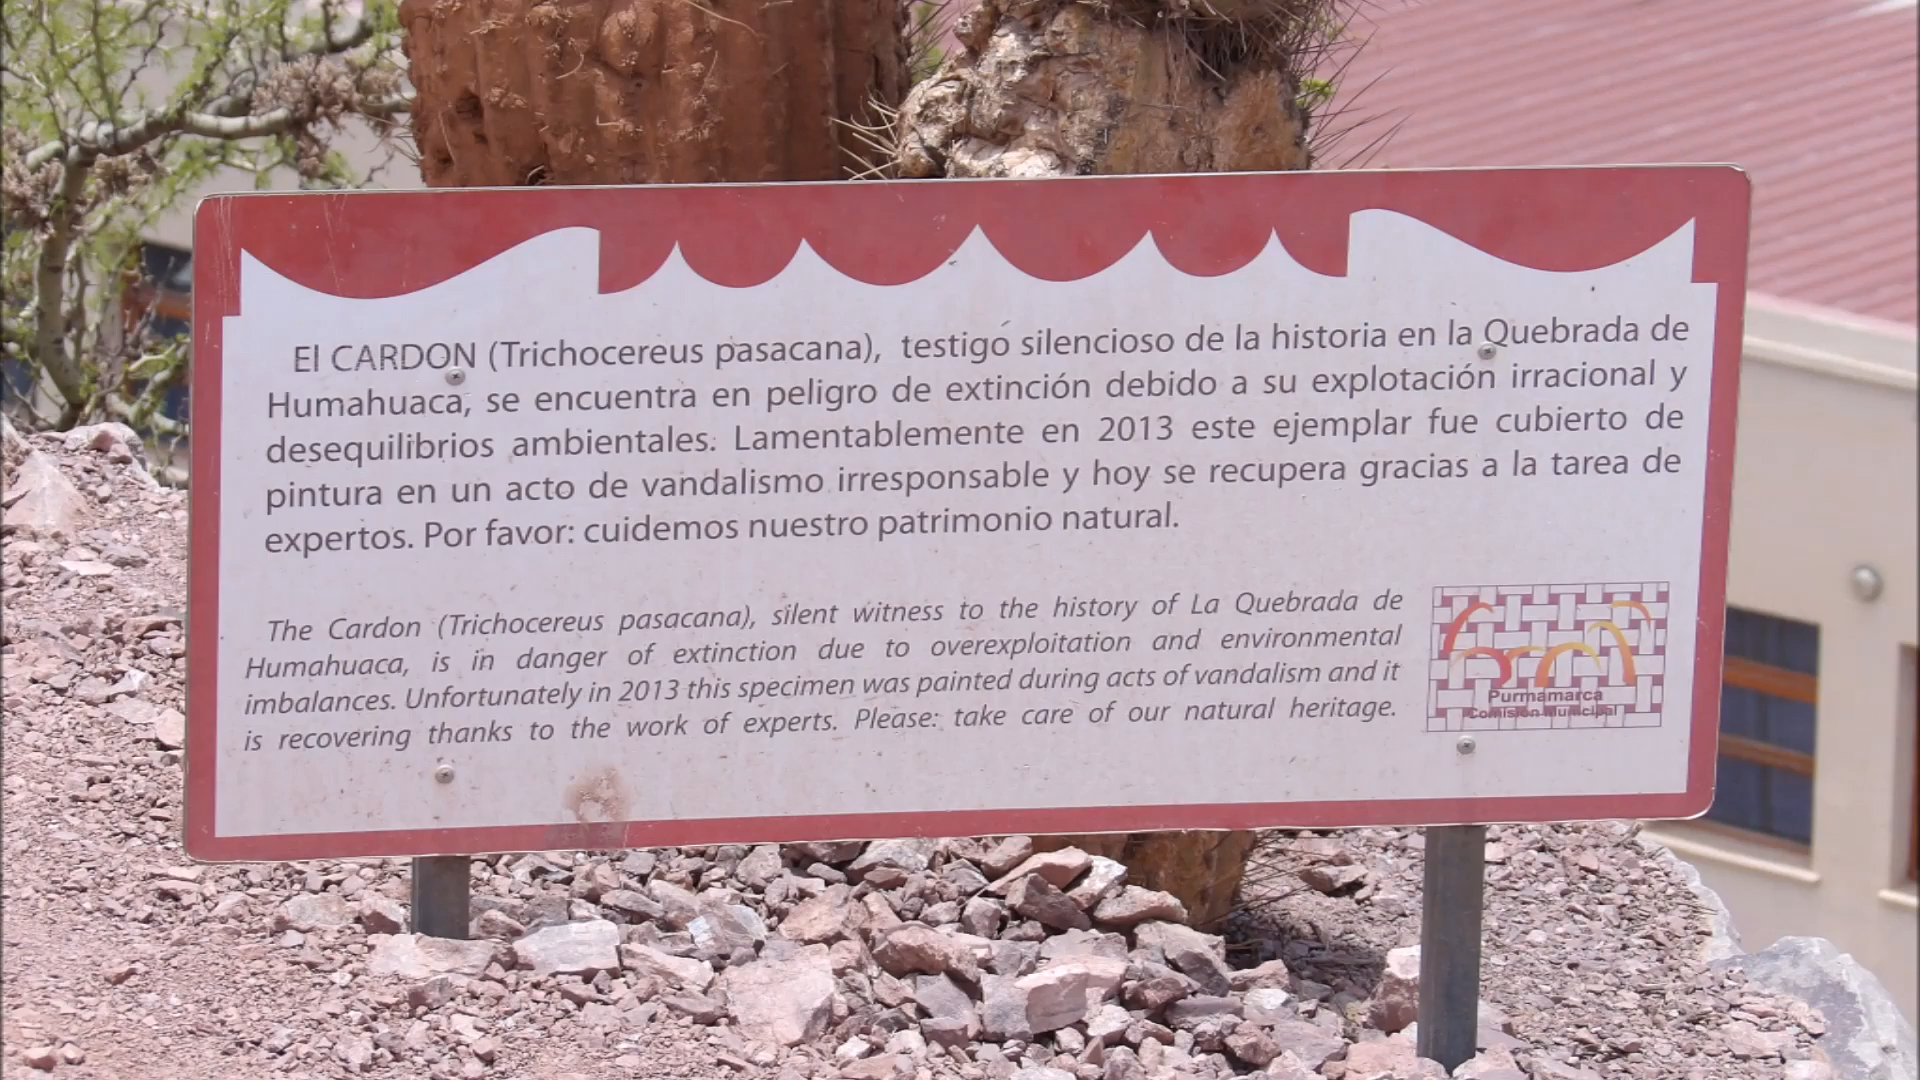 El CARDON (Trichocereus pasacana), testigo silencioso de la historia en la Quebrada de
Humahuaca, se encuentra en peligro de extinción debido a su explotación irracional y
desequilibrios ambientales. Lamentablemente en 2013 este ejemplar fue cubierto de
pintura en un acto de vandalismo irresponsable y hoy se recupera gracias a la tarea de
expertos. Por favor: cuidemos nuestro patrimonio natural.
The Cardon (Trichocereus pasacana), silent witness to the history of La Quebrada de
Humahuaca, is in danger of extinction due to overexploitation and environmental
imbalances. Unfortunately in 2013 this specimen was painted during acts of vandalism and it
is recovering thanks to the work of experts. Please: take care of our natural heritage.
Purmamarca
Comisión Municipal